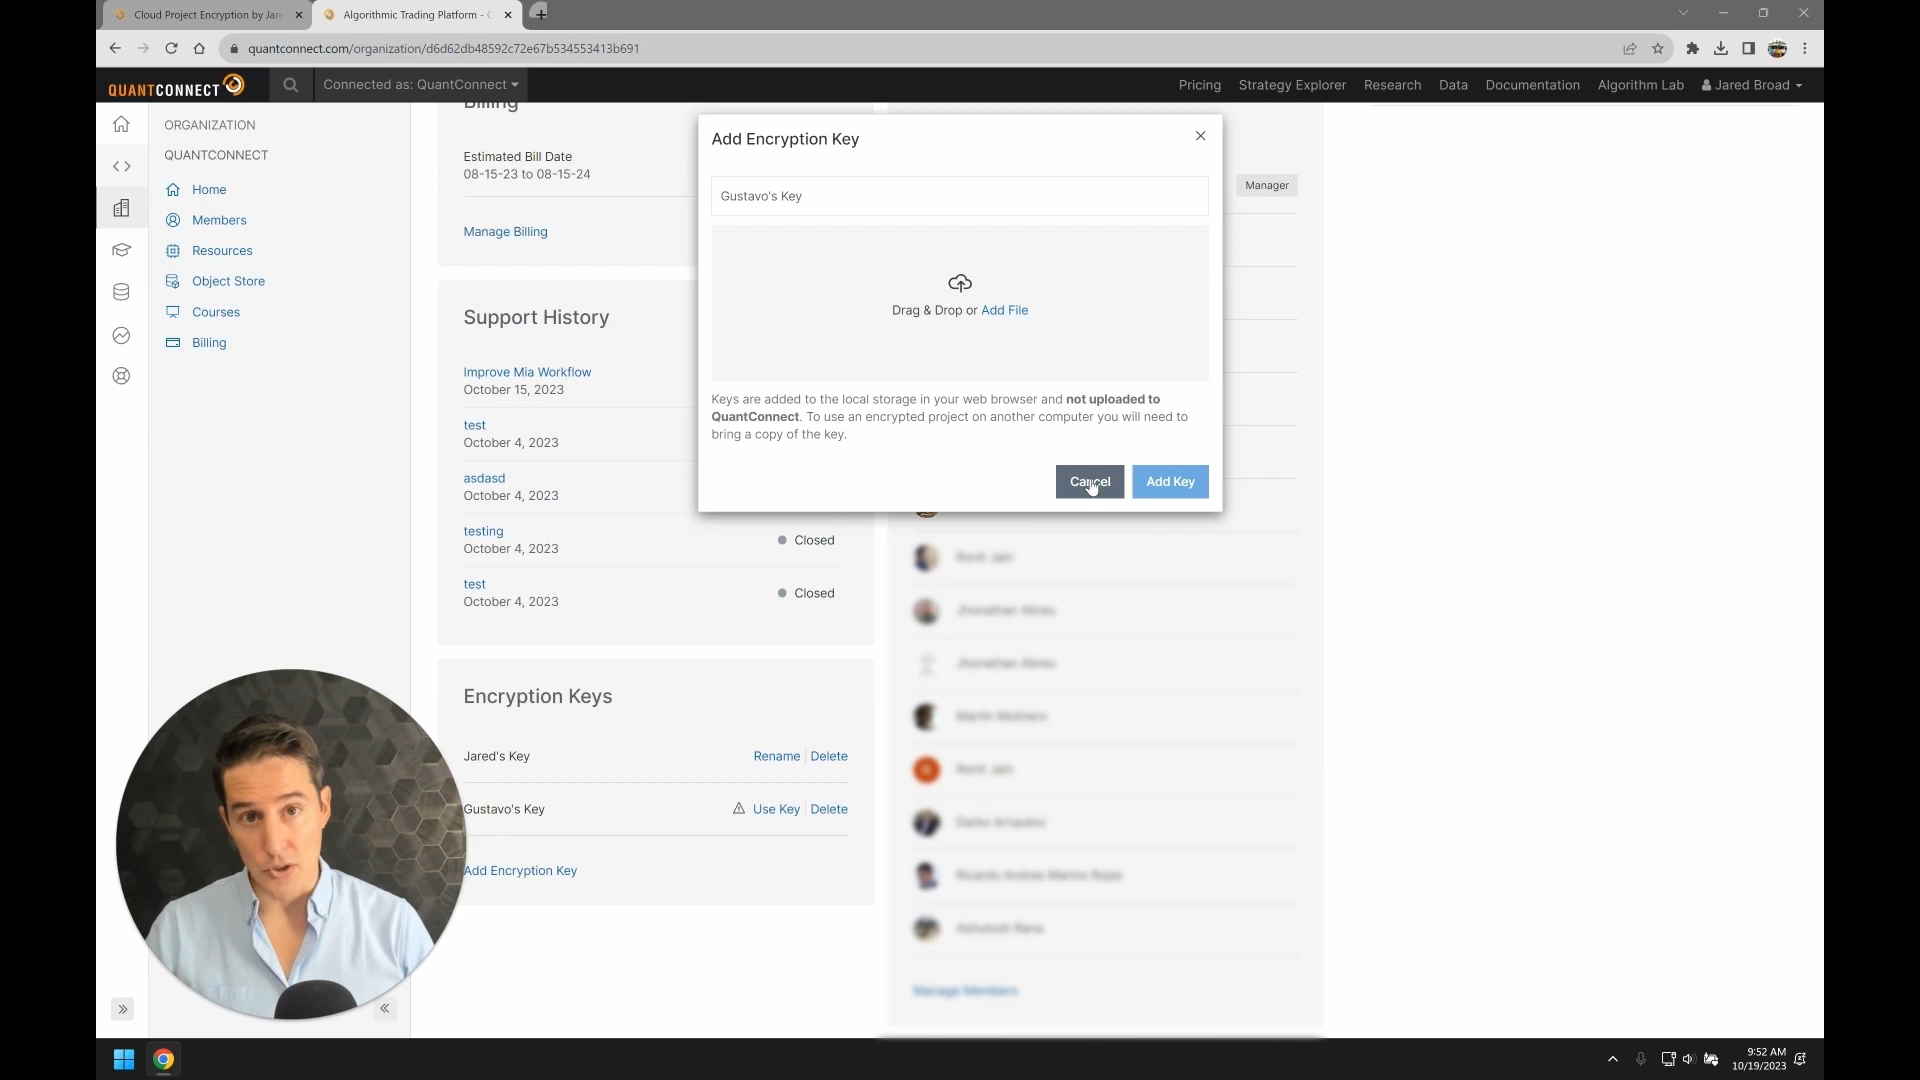 Cloud Project Encryption by Jare
Algorithmic Trading Platform -
quantconnect.com/organization/d6d62db48592c72e67b534553413b691
QUANTCONNECT
Connected as: QuantConnect
Pricing
Strategy Explorer
Research
Data
Documentation
Algorithm Lab
Jared Broad
ORGANIZATION
QUANTCONNECT
Home
Members
Resources
Object Store
Courses
Billing
Billing
Estimated Bill Date
08-15-23 to 08-15-24
Manage Billing
Support History
Improve Mia Workflow
October 15, 2023
test
October 4, 2023
asdasd
October 4, 2023
testing
October 4, 2023
Closed
test
October 4, 2023
Closed
Encryption Keys
Jared's Key
Rename
Delete
Gustavo's Key
Use Key
Delete
Add Encryption Key
Add Encryption Key
Gustavo's Key
Drag & Drop or Add File
Keys are added to the local storage in your web browser and not uploaded to
QuantConnect. To use an encrypted project on another computer you will need to
bring a copy of the key.
Cancel
Add Key
Manager
Manage Members
9:52 AM
10/19/2023